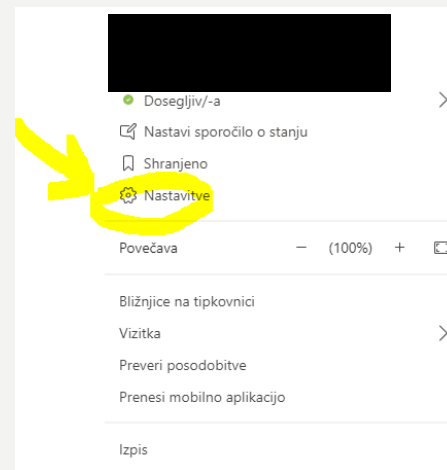 Dosegljiv/-a
Nastavi sporočilo o stanju
Shranjeno
Nastavitve
Povečava − (100%) +
Bližnjice na tipkovnici
Vizitka
Preveri posodobitve
Prenesi mobilno aplikacijo
Izpis